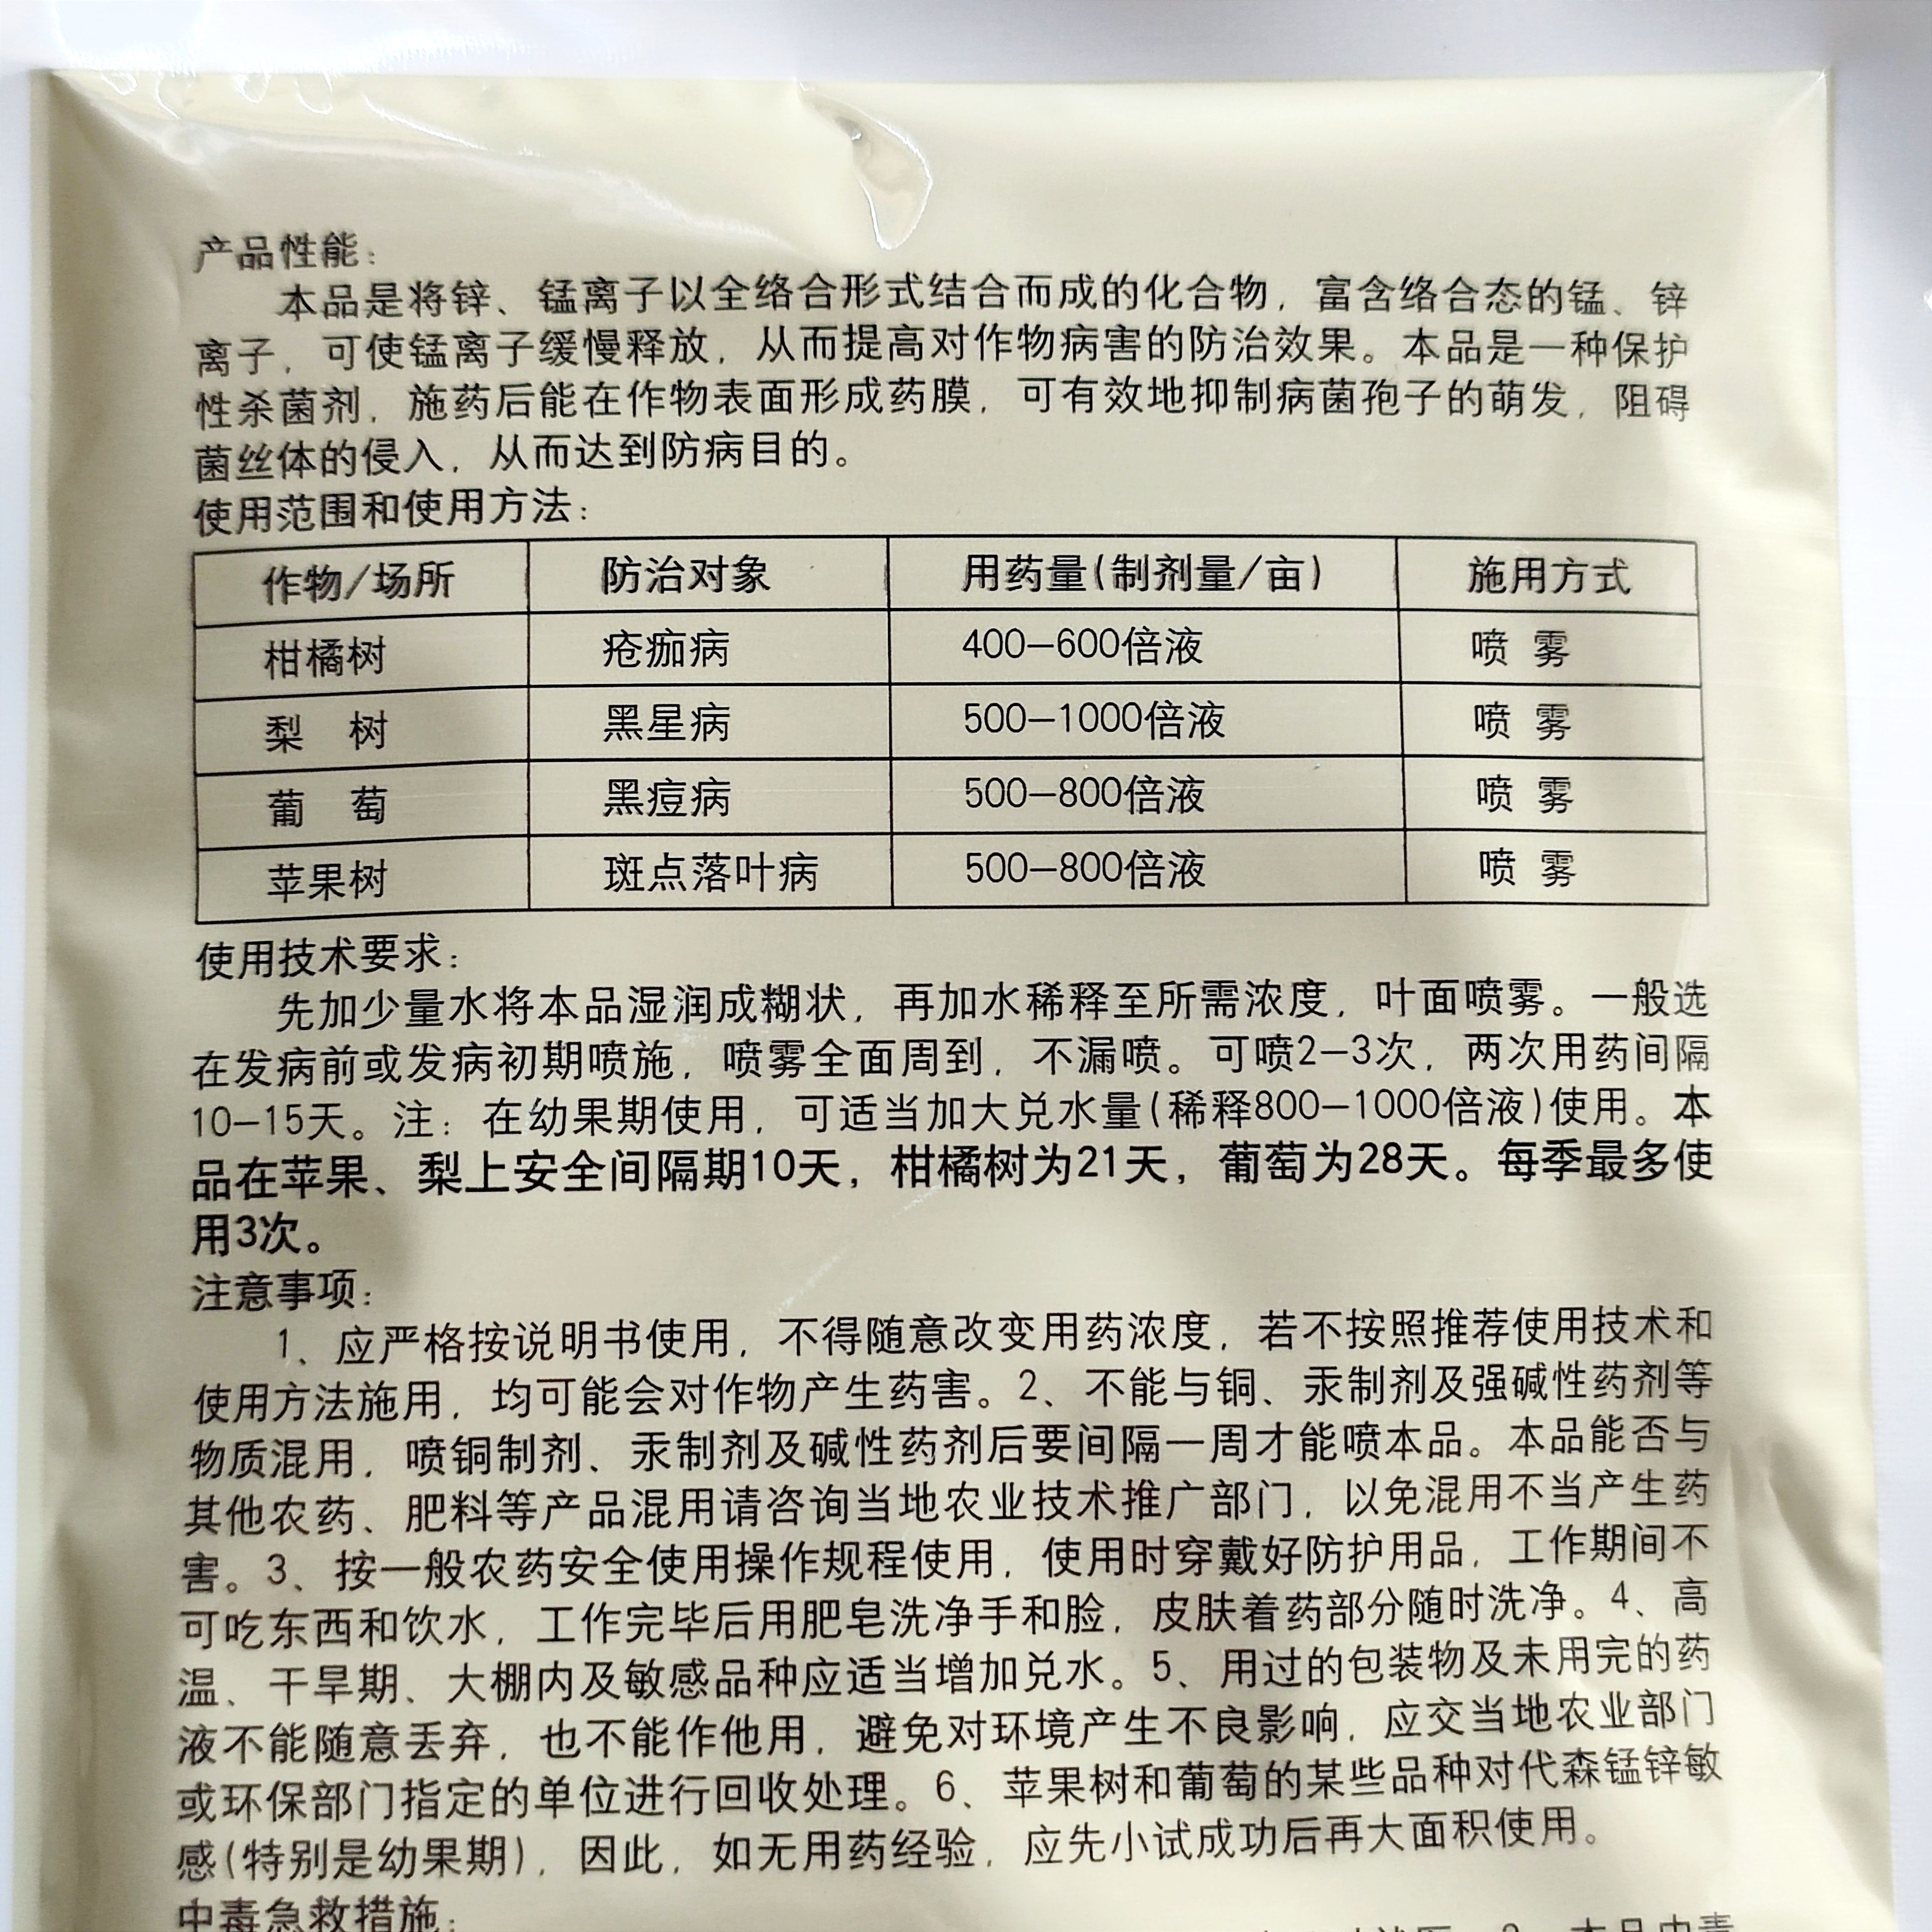 产品性能：
本品是将锌、锰离子以全络合形式结合而成的化合物，富含络合态的锰、锌
离子，可使锰离子缓慢释放，从而提高对作物病害的防治效果。本品是一种保护
性杀菌剂，施药后能在作物表面形成药膜，可有效地抑制病菌孢子的萌发，阻碍
菌丝体的侵入，从而达到防病目的。
使用范围和使用方法：
作物/场所 防治对象 用药量(制剂量/亩) 施用方式
柑橘树 疮痂病 400-600倍液 喷 雾
梨 树 黑星病 500-1000倍液 喷 雾
葡 萄 黑痘病 500-800倍液 喷 雾
苹果树 斑点落叶病 500-800倍液 喷 雾
使用技术要求：
先加少量水将本品湿润成糊状，再加水稀释至所需浓度，叶面喷雾。一般选
在发病前或发病初期喷施，喷雾全面周到，不漏喷。可喷2-3次，两次用药间隔
10-15天。注：在幼果期使用，可适当加大兑水量(稀释800-1000倍液)使用。本
品在苹果、梨上安全间隔期10天，柑橘树为21天，葡萄为28天。每季最多使
用3次。
注意事项：
1、应严格按说明书使用，不得随意改变用药浓度，若不按照推荐使用技术和
使用方法施用，均可能会对作物产生药害。2、不能与铜、汞制剂及强碱性药剂等
物质混用，喷铜制剂、汞制剂及碱性药剂后要间隔一周才能喷本品。本品能否与
其他农药、肥料等产品混用请咨询当地农业技术推广部门，以免混用不当产生药
害。3、按一般农药安全使用操作规程使用，使用时穿戴好防护用品，工作期间不
可吃东西和饮水，工作完毕后用肥皂洗净手和脸，皮肤着药部分随时洗净。4、高
温、干旱期、大棚内及敏感品种应适当增加兑水。5、用过的包装物及未用完的药
液不能随意丢弃，也不能作他用，避免对环境产生不良影响，应交当地农业部门
或环保部门指定的单位进行回收处理。6、苹果树和葡萄的某些品种对代森锰锌敏
感(特别是幼果期)，因此，如无用药经验，应先小试成功后再大面积使用。
中毒急救措施：